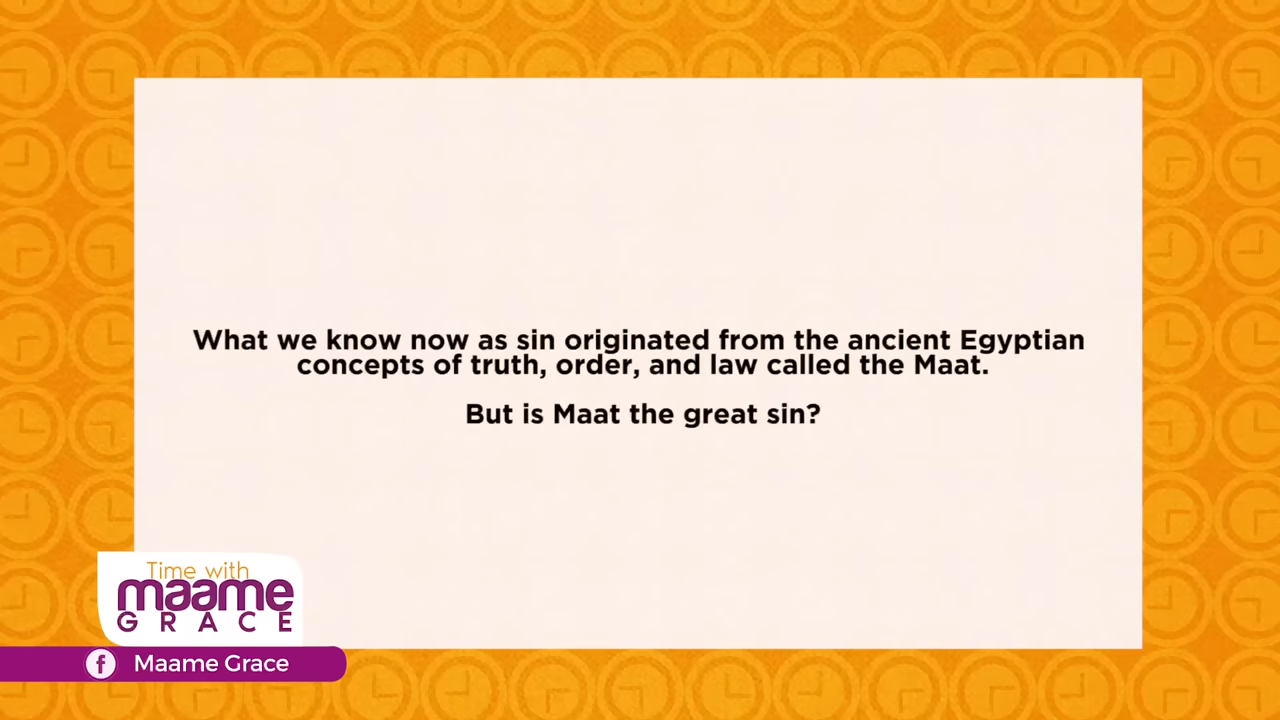 What we know now as sin originated from the ancient Egyptian
concepts of truth, order, and law called the Maat.
But is Maat the great sin?
Time with
maame
GRACE
f Maame Grace